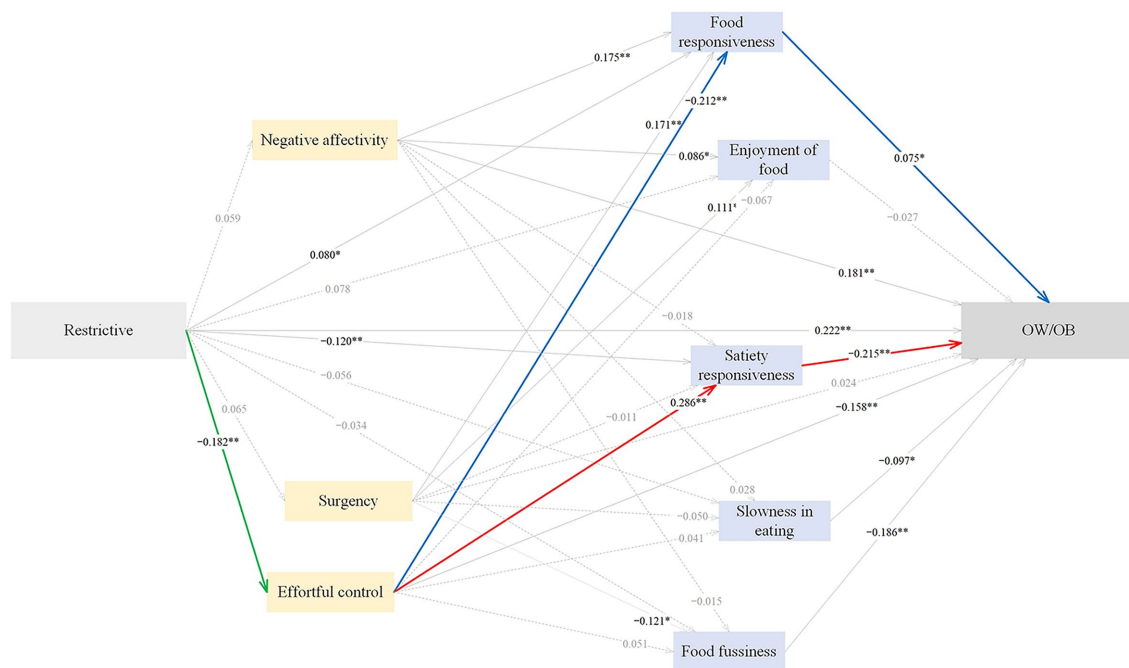 Food
responsiveness
0.175**
−0.212**
0.171**
Negative affectivity
Enjoyment of
food
0.086*
0.075*
0.111*
−0.067
0.059
−0.027
0.080*
0.078
0.181**
Restrictive
−0.018
OW/OB
0.222**
−0.120**
Satiety
responsiveness
−0.215**
−0.056
0.024
0.286**
0.065
−0.011
−0.158**
−0.034
−0.182**
−0.097*
Surgency
0.028
Slowness in
eating
−0.050
−0.186**
0.041
Effortful control
−0.015
−0.121*
0.051
Food fussiness